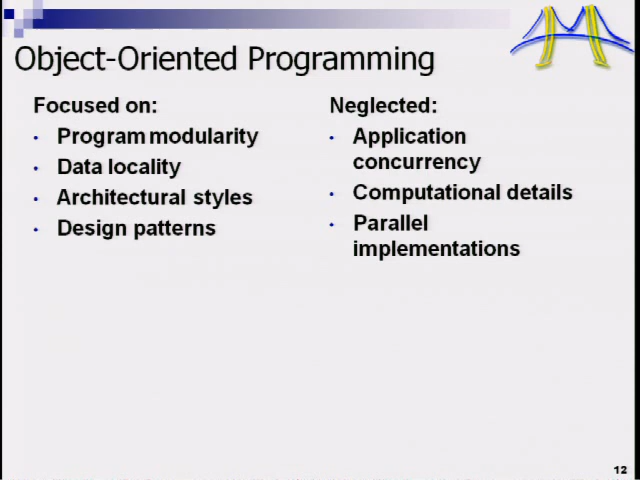 Object-Oriented Programming
Focused on:
• Program modularity
• Data locality
• Architectural styles
• Design patterns
Neglected:
• Application
concurrency
• Computational details
• Parallel
implementations
12